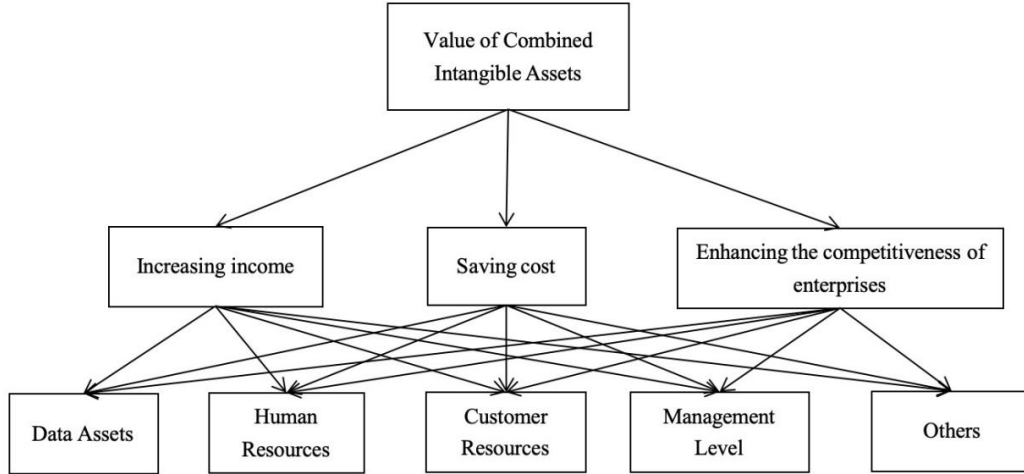 Value of Combined
Intangible Assets
Increasing income
Saving cost
Enhancing the competitiveness of
enterprises
Data Assets
Human
Resources
Customer
Resources
Management
Level
Others